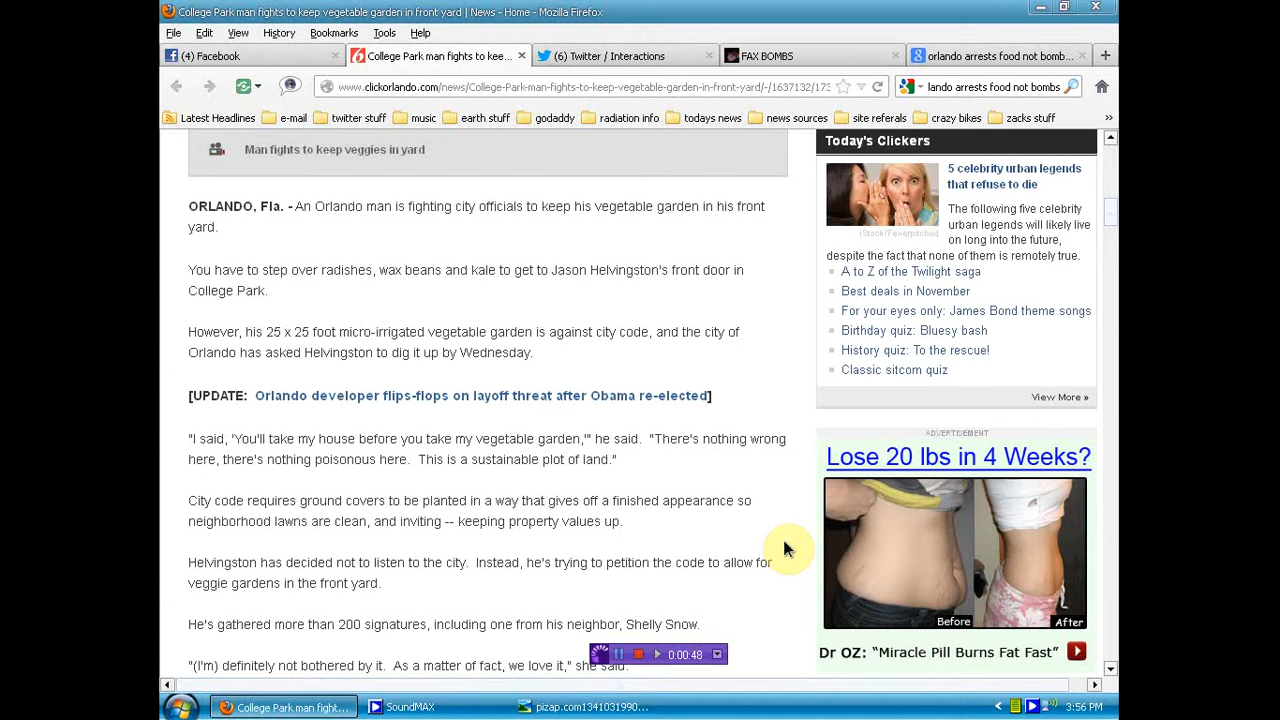 College Park man fights to keep vegetable garden in front yard | News - Home - Mozilla Firefox
File Edit View History Bookmarks Tools Help
(6) Facebook
College Park man fights to kee...
(6) Twitter / Interactions
FAX BOMBS
orlando arrests food not bomb...
www.clickorlando.com/news/College-Park-man-fights-to-keep-vegetable-garden-in-front-yard/-/1637132/173
lando arrests food not bombs
Latest Headlines e-mail twitter stuff music earth stuff godaddy radiation info todays news news sources site referals crazy bikes zacks stuff »
Man fights to keep veggies in yard
ORLANDO, Fla. - An Orlando man is fighting city officials to keep his vegetable garden in his front
yard.
You have to step over radishes, wax beans and kale to get to Jason Helvingston's front door in
College Park.
However, his 25 x 25 foot micro-irrigated vegetable garden is against city code, and the city of
Orlando has asked Helvingston to dig it up by Wednesday.
[UPDATE: Orlando developer flips-flops on layoff threat after Obama re-elected]
"I said, 'You'll take my house before you take my vegetable garden,'" he said. "There's nothing wrong
here, there's nothing poisonous here. This is a sustainable plot of land."
City code requires ground covers to be planted in a way that gives off a finished appearance so
neighborhood lawns are clean, and inviting -- keeping property values up.
Helvingston has decided not to listen to the city. Instead, he's trying to petition the code to allow for
veggie gardens in the front yard.
He's gathered more than 200 signatures, including one from his neighbor, Shelly Snow.
"(I'm) definitely not bothered by it. As a matter of fact, we love it," she said.
Today's Clickers
5 celebrity urban legends
that refuse to die
The following five celebrity
urban legends will likely live
on long into the future,
despite the fact that none of them is remotely true.
iStock/Feverpitched
A to Z of the Twilight saga
Best deals in November
For your eyes only: James Bond theme songs
Birthday quiz: Bluesy bash
History quiz: To the rescue!
Classic sitcom quiz
View More »
ADVERTISEMENT
Lose 20 lbs in 4 Weeks?
Before After
Dr OZ: “Miracle Pill Burns Fat Fast”
0:00:48
College Park man fight...
SoundMAX
pizap.com1341031990...
3:56 PM